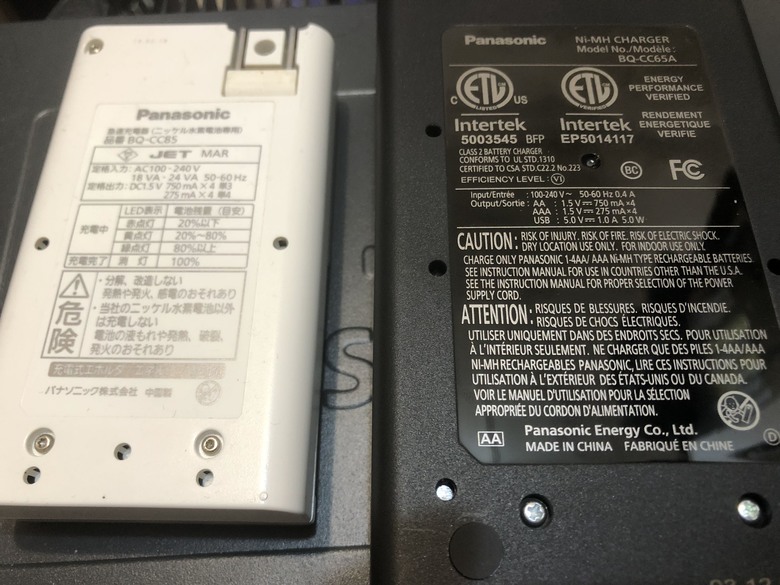 Panasonic
急速充電器 (ニッケル水素電池専用)
品番 BQ-CC85
JET MAR
定格入力: AC100-240V
18 VA-24 VA 50-60Hz
定格出力: DC1.5V 750mA×4 単3
275mA×4 単4
LED表示 電池残量 (目安)
充電中
赤点灯 20%以下
黄点灯 20%~80%
緑点灯 80%以上
充電完了 消灯 100%
危険
・分解、改造しない
発熱や発火、感電のおそれあり
・当社のニッケル水素電池以外
は充電しない
電池の液もれや発熱、破裂、
発火のおそれあり
パナソニック株式会社 中国製
S
Panasonic
Ni-MH CHARGER
Model No./Modèle :
BQ-CC65A
C ETL US
LISTED
Intertek
5003545 BFP
ETL
VERIFIED
Intertek
EP5014117
ENERGY
PERFORMANCE
VERIFIED
RENDEMENT
ENERGETIQUE
VERIFIE
CLASS 2 BATTERY CHARGER
CONFORMS TO UL STD.1310
CERTIFIED TO CSA STD.C22.2 No.223
EFFICIENCY LEVEL : VI
BC
FC
Input/Entrée : 100-240 V~ 50-60 Hz 0.4 A
Output/Sortie : AA : 1.5 V⎓750 mA×4
AAA : 1.5 V⎓275 mA×4
USB : 5.0 V⎓1.0 A 5.0W
CAUTION : RISK OF INJURY. RISK OF FIRE. RISK OF ELECTRIC SHOCK.
DRY LOCATION USE ONLY. FOR INDOOR USE ONLY.
CHARGE ONLY PANASONIC 1-4AA/ AAA Ni-MH TYPE RECHARGEABLE BATTERIES.
SEE INSTRUCTION MANUAL FOR USE IN COUNTRIES OTHER THAN THE U.S.A.
SEE THE INSTRUCTION MANUAL FOR PROPER SELECTION OF THE POWER
SUPPLY CORD.
ATTENTION : RISQUES DE BLESSURES. RISQUES D'INCENDIE.
RISQUES DE CHOCS ÉLECTRIQUES.
UTILISER UNIQUEMENT DANS DES ENDROITS SECS. POUR UTILISATION
À L'INTÉRIEUR SEULEMENT. NE CHARGER QUE DES PILES 1-4AA/AAA
NI-MH RECHARGEABLES PANASONIC, LIRE CES INSTRUCTIONS POUR
UTILISATION À L'EXTÉRIEUR DES ÉTATS-UNIS OU DU CANADA.
VOIR LE MANUEL D'UTILISATION POUR LA SÉLECTION
APPROPRIÉE DU CORDON D'ALIMENTATION.
AA
Panasonic Energy Co., Ltd.
MADE IN CHINA FABRIQUÉ EN CHINE
D